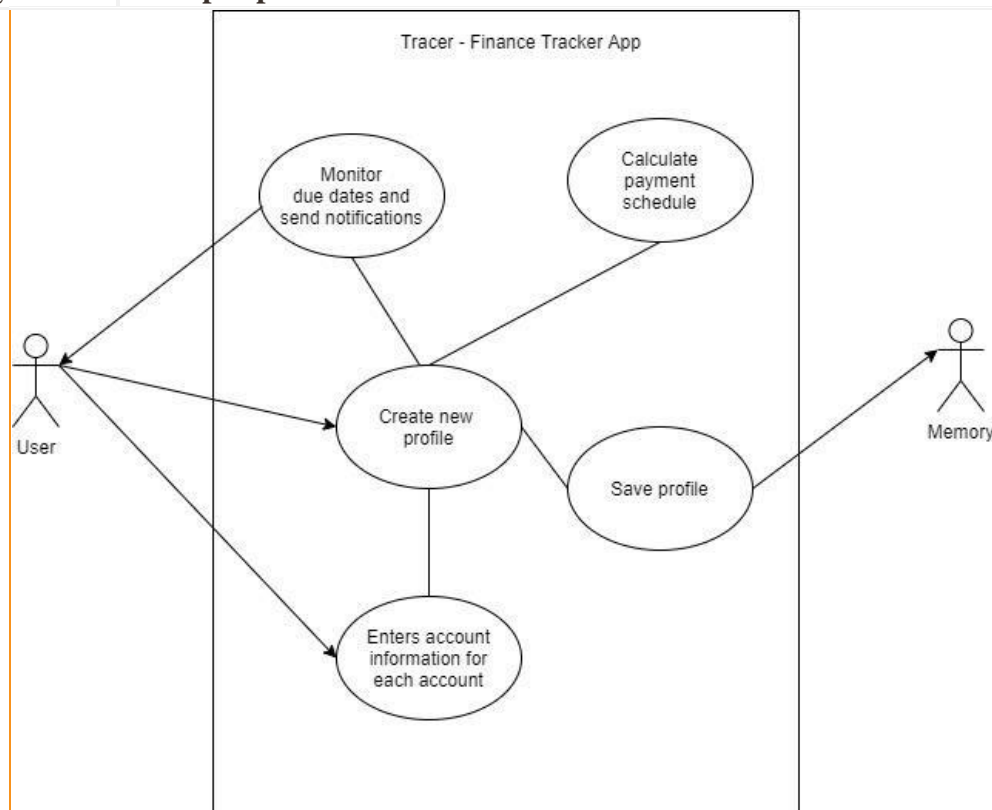 Tracer - Finance Tracker App
Monitor
due dates and
send notifications
Calculate
payment
schedule
User
Create new
profile
Memory
Save profile
Enters account
information for
each account